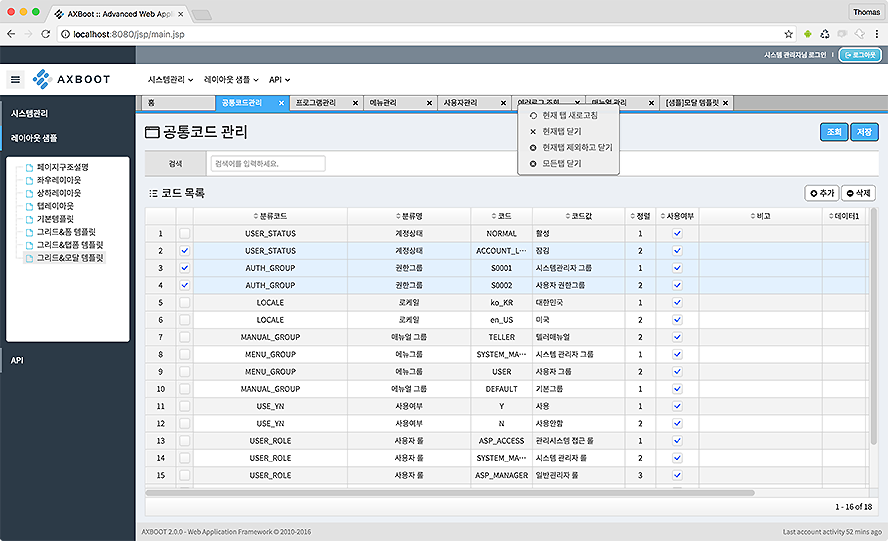 AXBoot :: Advanced Web Appl
Thomas
localhost:8080/jsp/main.jsp
시스템 관리자님 로그인
로그아웃
AXBOOT
시스템관리
레이아웃 샘플
API
시스템관리
레이아웃 샘플
페이지구조설명
좌우레이아웃
상하레이아웃
탭레이아웃
기본템플릿
그리드&폼 템플릿
그리드&탭폼 템플릿
그리드&모달 템플릿
API
홈
공통코드관리
프로그램관리
메뉴관리
사용자관리
에러로그 조회
매뉴얼 관리
[샘플]모달 템플릿
현재 탭 새로고침
현재탭 닫기
현재탭 제외하고 닫기
모든탭 닫기
공통코드 관리
조회
저장
검색
검색어를 입력하세요.
코드 목록
추가
삭제
분류코드 분류명 코드 코드값 정렬 사용여부 비고 데이터1
1 USER_STATUS 계정상태 NORMAL 활성 1
2 USER_STATUS 계정상태 ACCOUNT_L··· 잠김 2
3 AUTH_GROUP 권한그룹 S0001 시스템관리자 그룹 1
4 AUTH_GROUP 권한그룹 S0002 사용자 권한그룹 2
5 LOCALE 로케일 ko_KR 대한민국 1
6 LOCALE 로케일 en_US 미국 2
7 MANUAL_GROUP 매뉴얼 그룹 TELLER 텔러매뉴얼 2
8 MENU_GROUP 메뉴그룹 SYSTEM_MA··· 시스템 관리자 그룹 1
9 MENU_GROUP 메뉴그룹 USER 사용자 그룹 2
10 MANUAL_GROUP 매뉴얼 그룹 DEFAULT 기본그룹 1
11 USE_YN 사용여부 Y 사용 1
12 USE_YN 사용여부 N 사용안함 2
13 USER_ROLE 사용자 롤 ASP_ACCESS 관리시스템 접근 롤 1
14 USER_ROLE 사용자 롤 SYSTEM_MA··· 시스템 관리자 롤 2
15 USER_ROLE 사용자 롤 ASP_MANAGER 일반관리자 롤 3
1 - 16 of 18
AXBOOT 2.0.0 - Web Application Framework © 2010-2016
Last account activity 52 mins ago